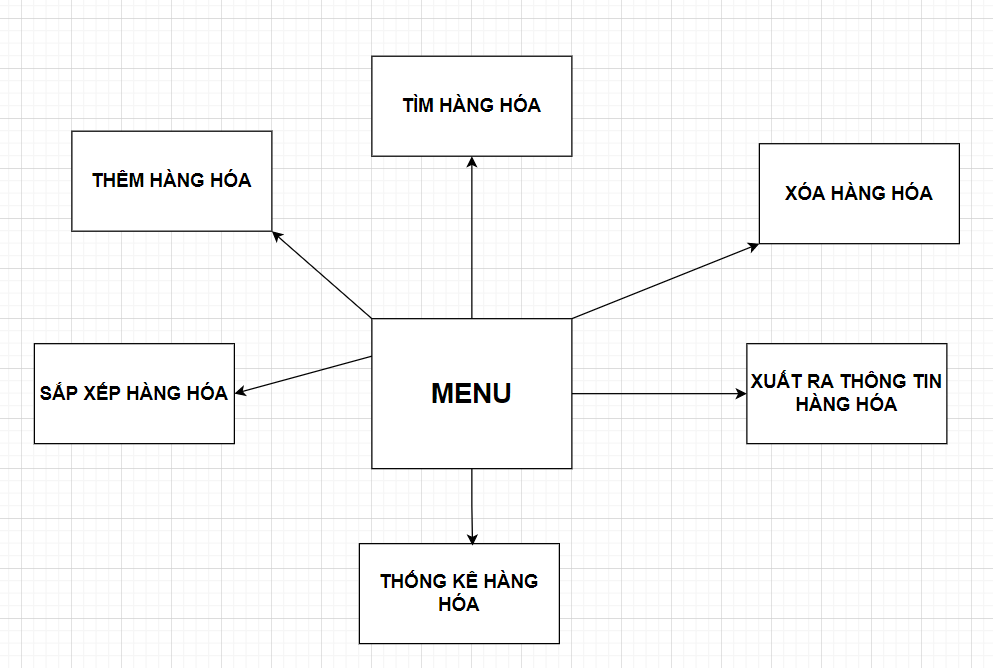 TÌM HÀNG HÓA
THÊM HÀNG HÓA
XÓA HÀNG HÓA
SẮP XẾP HÀNG HÓA
MENU
XUẤT RA THÔNG TIN
HÀNG HÓA
THỐNG KÊ HÀNG
HÓA